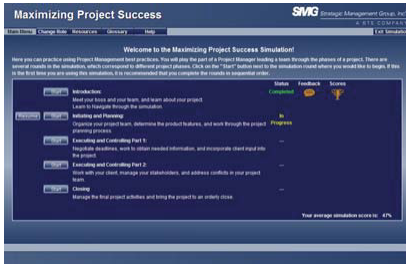 Maximizing Project Success
SMG Strategic Management Group, Inc.
A DTE COMPANY
Main Menu Change Role Resources Glossary Help Exit Simulation
Welcome to the Maximizing Project Success Simulation!
Here you can practice using Project Management best practices. You will play the part of a Project Manager leading a team through the phases of a project. There are
several rounds in the simulation, which correspond to different project phases. Click on the "Start" button next to the simulation round where you would like to begin. If this
is the first time you are using this simulation, it is recommended that you complete the rounds in sequential order.
Status Feedback Scores
Start Introduction: Completed
Meet your boss and your team, and learn about your project.
Learn to Navigate through the simulation.
Resume Start Initiating and Planning: In Progress
Organize your project team, determine the product features, and work through the project
planning process.
Start Executing and Controlling Part 1: ---
Negotiate deadlines, work to obtain needed information, and incorporate client input into
the project.
Start Executing and Controlling Part 2: ---
Work with your client, manage your stakeholders, and address conflicts in your project
team.
Start Closing ---
Manage the final project activities and bring the project to an orderly close.
Your average simulation score is: 47%